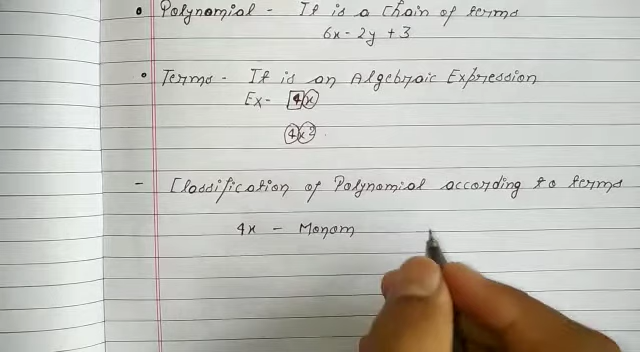 • Polynomial - It is a Chain of terms
6x - 2y + 3
• Terms - It is an Algebraic Expression
Ex - 4x
4x²
- Classification of Polynomial according to terms
4x - Monom